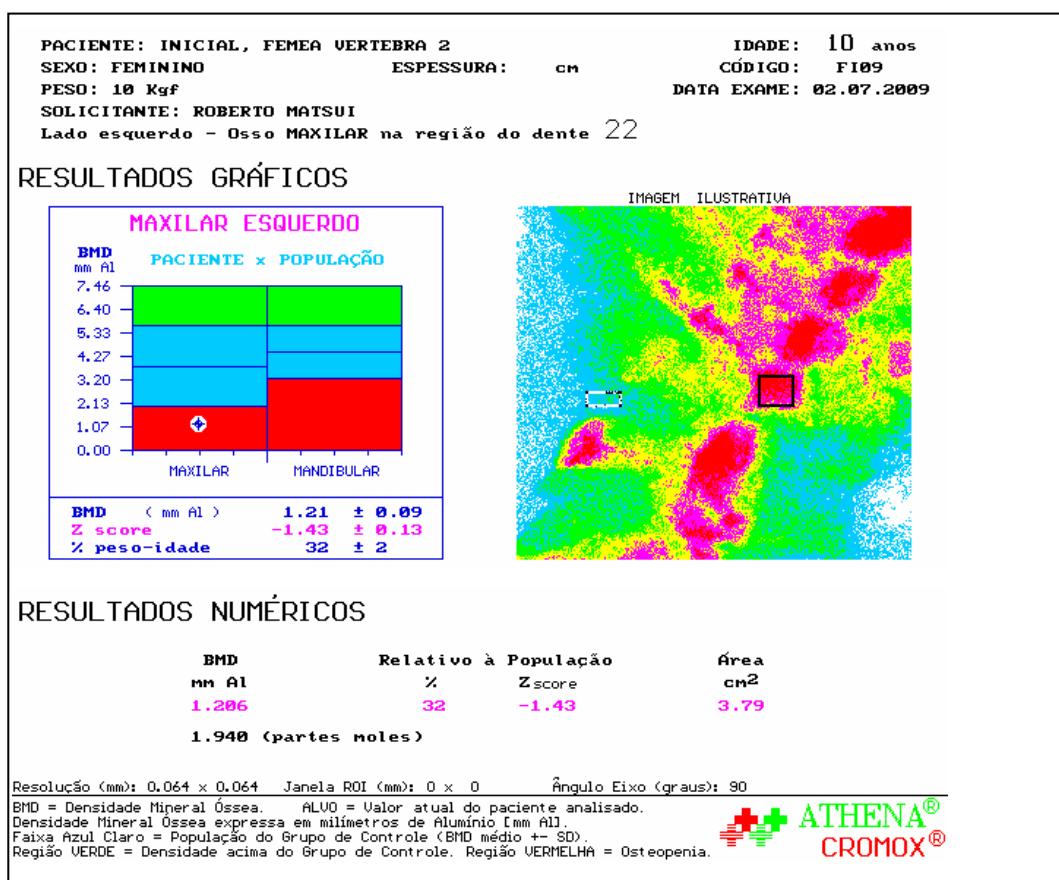 PACIENTE: INICIAL, FEMEA VERTEBRA 2 IDADE: 10 anos
SEXO: FEMININO ESPESSURA: cm CÓDIGO: FI09
PESO: 10 Kgf DATA EXAME: 02.07.2009
SOLICITANTE: ROBERTO MATSUI
Lado esquerdo - Osso MAXILAR na região do dente 22
RESULTADOS GRÁFICOS
IMAGEM ILUSTRATIVA
MAXILAR ESQUERDO
BMD
mm Al
PACIENTE x POPULAÇÃO
7.46
6.40
5.33
4.27
3.20
2.13
1.07
0.00
MAXILAR MANDIBULAR
BMD ( mm Al ) 1.21 ± 0.09
Z score -1.43 ± 0.13
% peso-idade 32 ± 2
RESULTADOS NUMÉRICOS
BMD Relativo à População Área
mm Al % Z score cm²
1.206 32 -1.43 3.79
1.940 (partes moles)
Resolução (mm): 0.064 x 0.064 Janela ROI (mm): 0 x 0 Ângulo Eixo (graus): 90
BMD = Densidade Mineral Óssea. ALVO = Valor atual do paciente analisado.
Densidade Mineral Óssea expressa em milímetros de Alumínio [mm Al].
Faixa Azul Claro = População do Grupo de Controle (BMD médio +- SD).
Região VERDE = Densidade acima do Grupo de Controle. Região VERMELHA = Osteopenia.
ATHENA®
CROMOX®